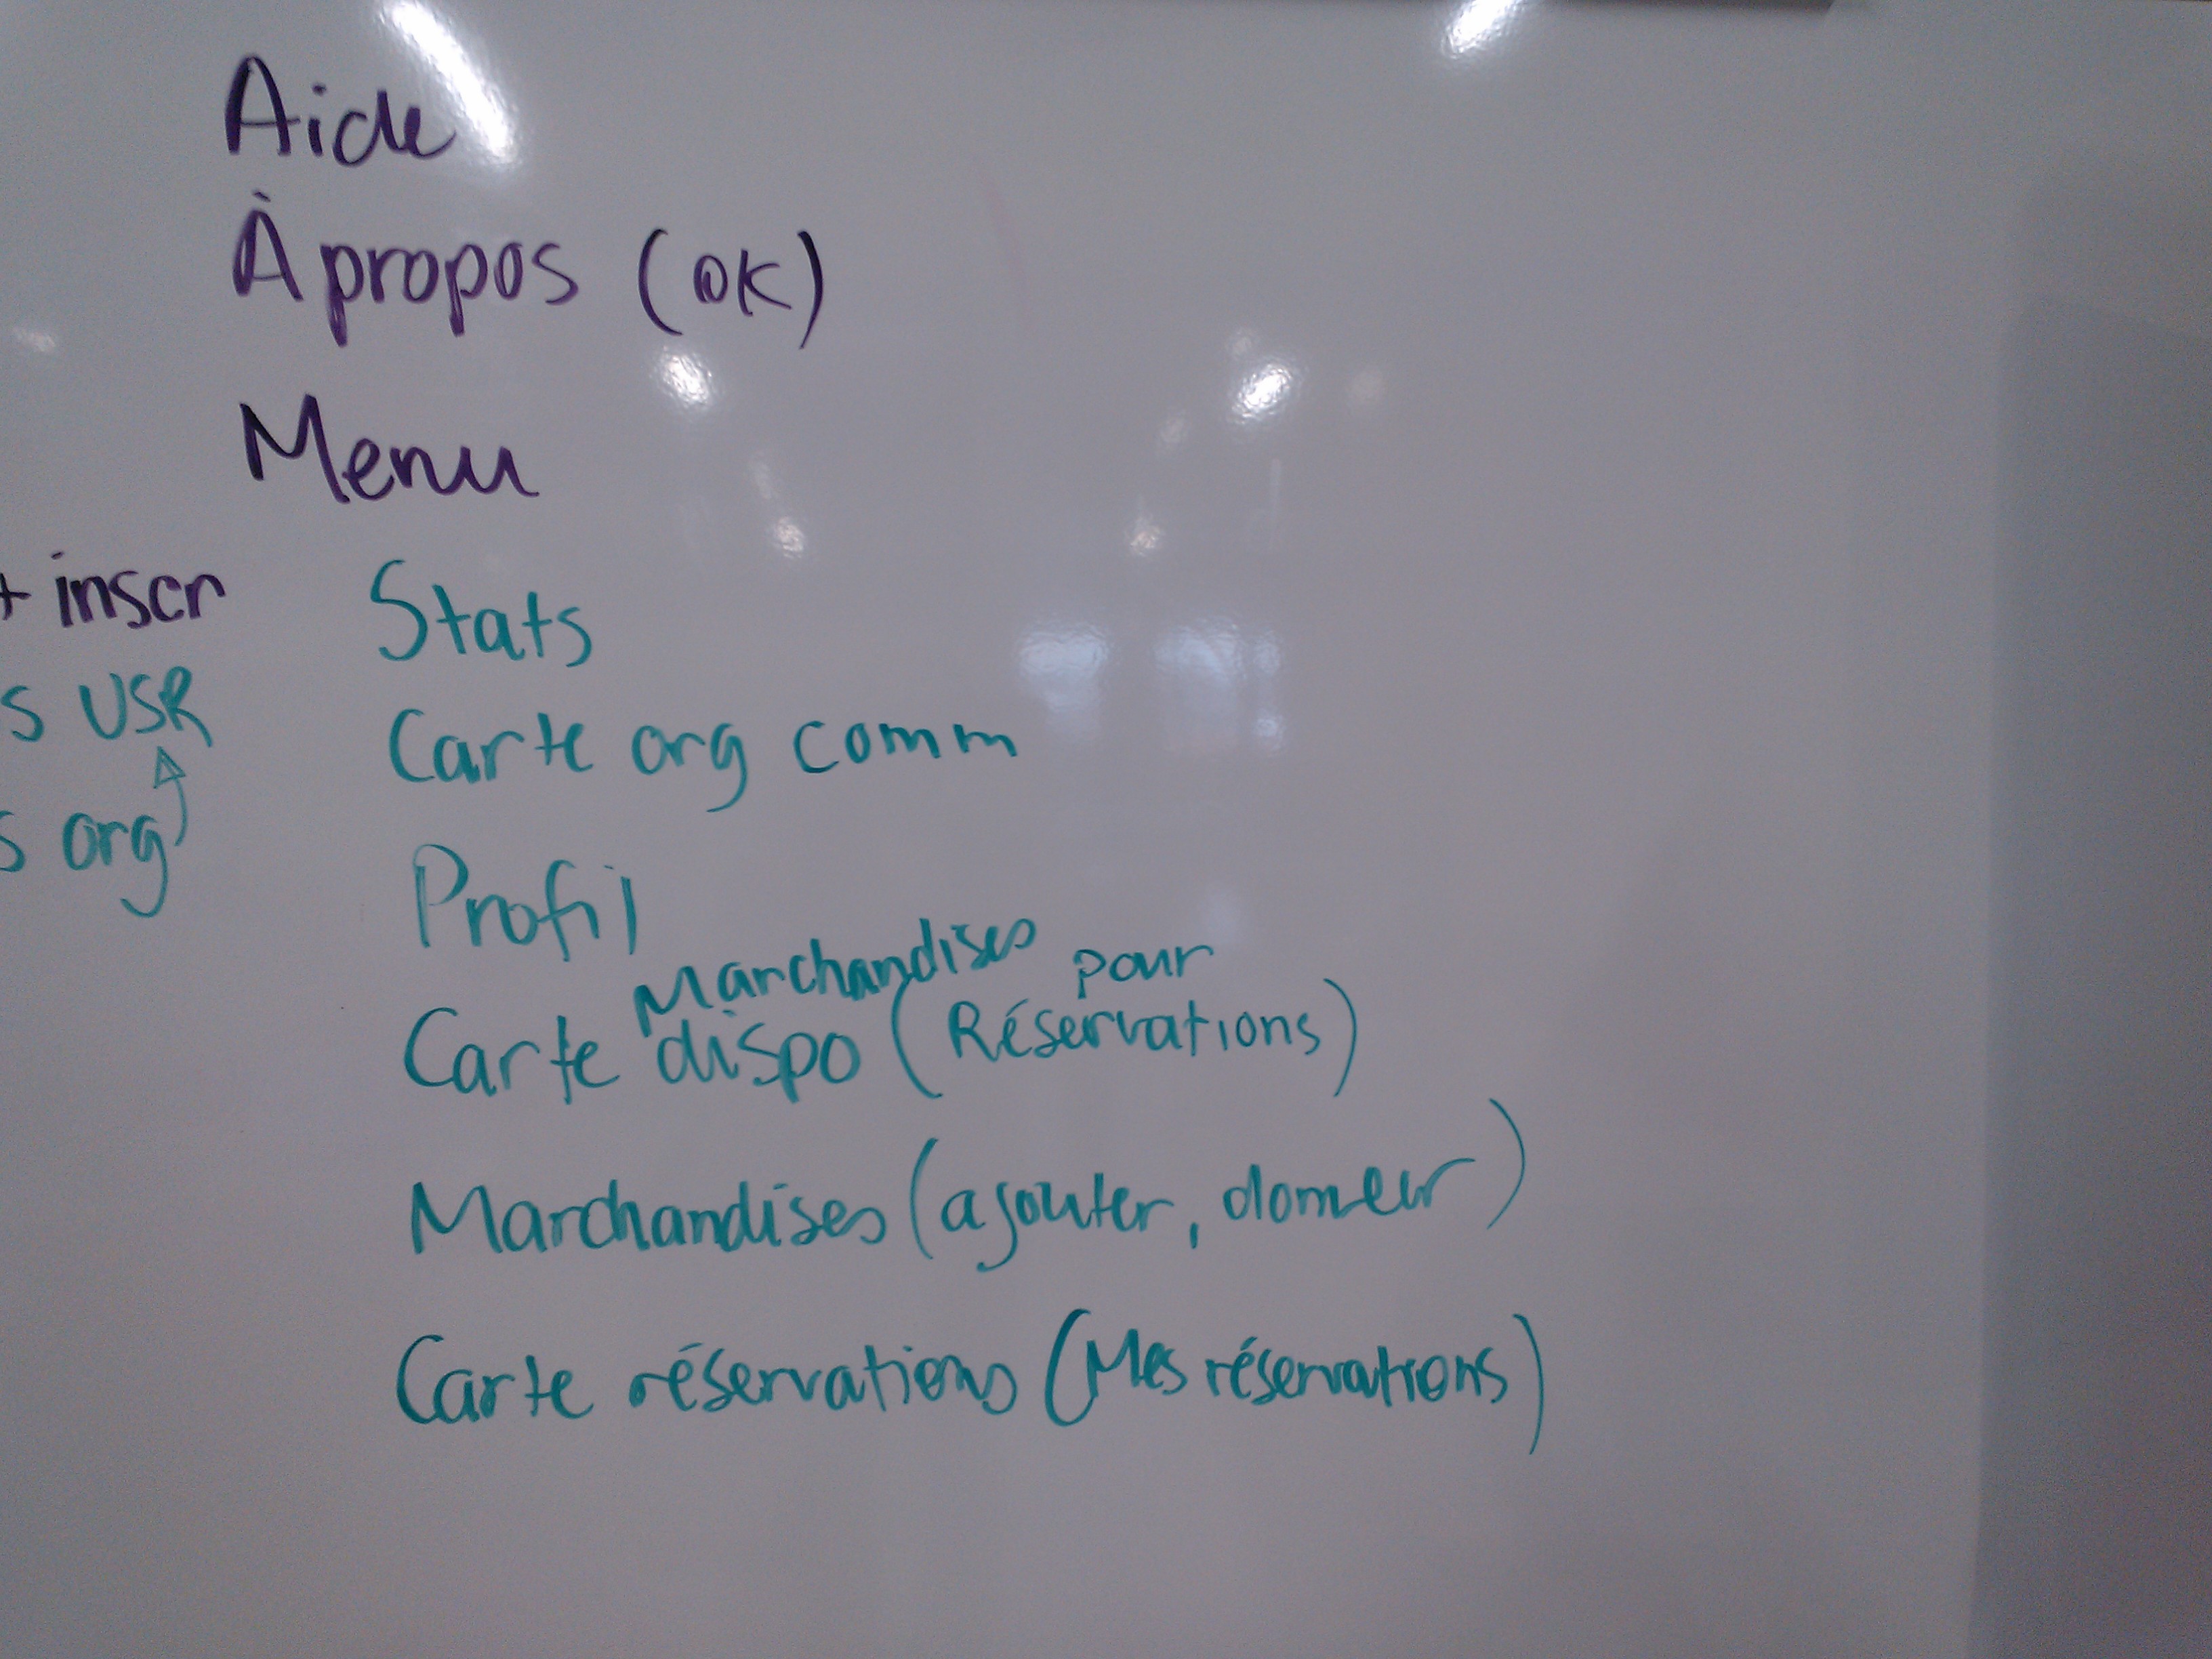 Aide
À propos (OK)
Menu
+ inscr
Stats
s USR
Carte org comm
s org
Profil
Marchandises pour
Carte dispo (Réservations)
Marchandises (ajouter, donner)
Carte réservations (Mes réservations)